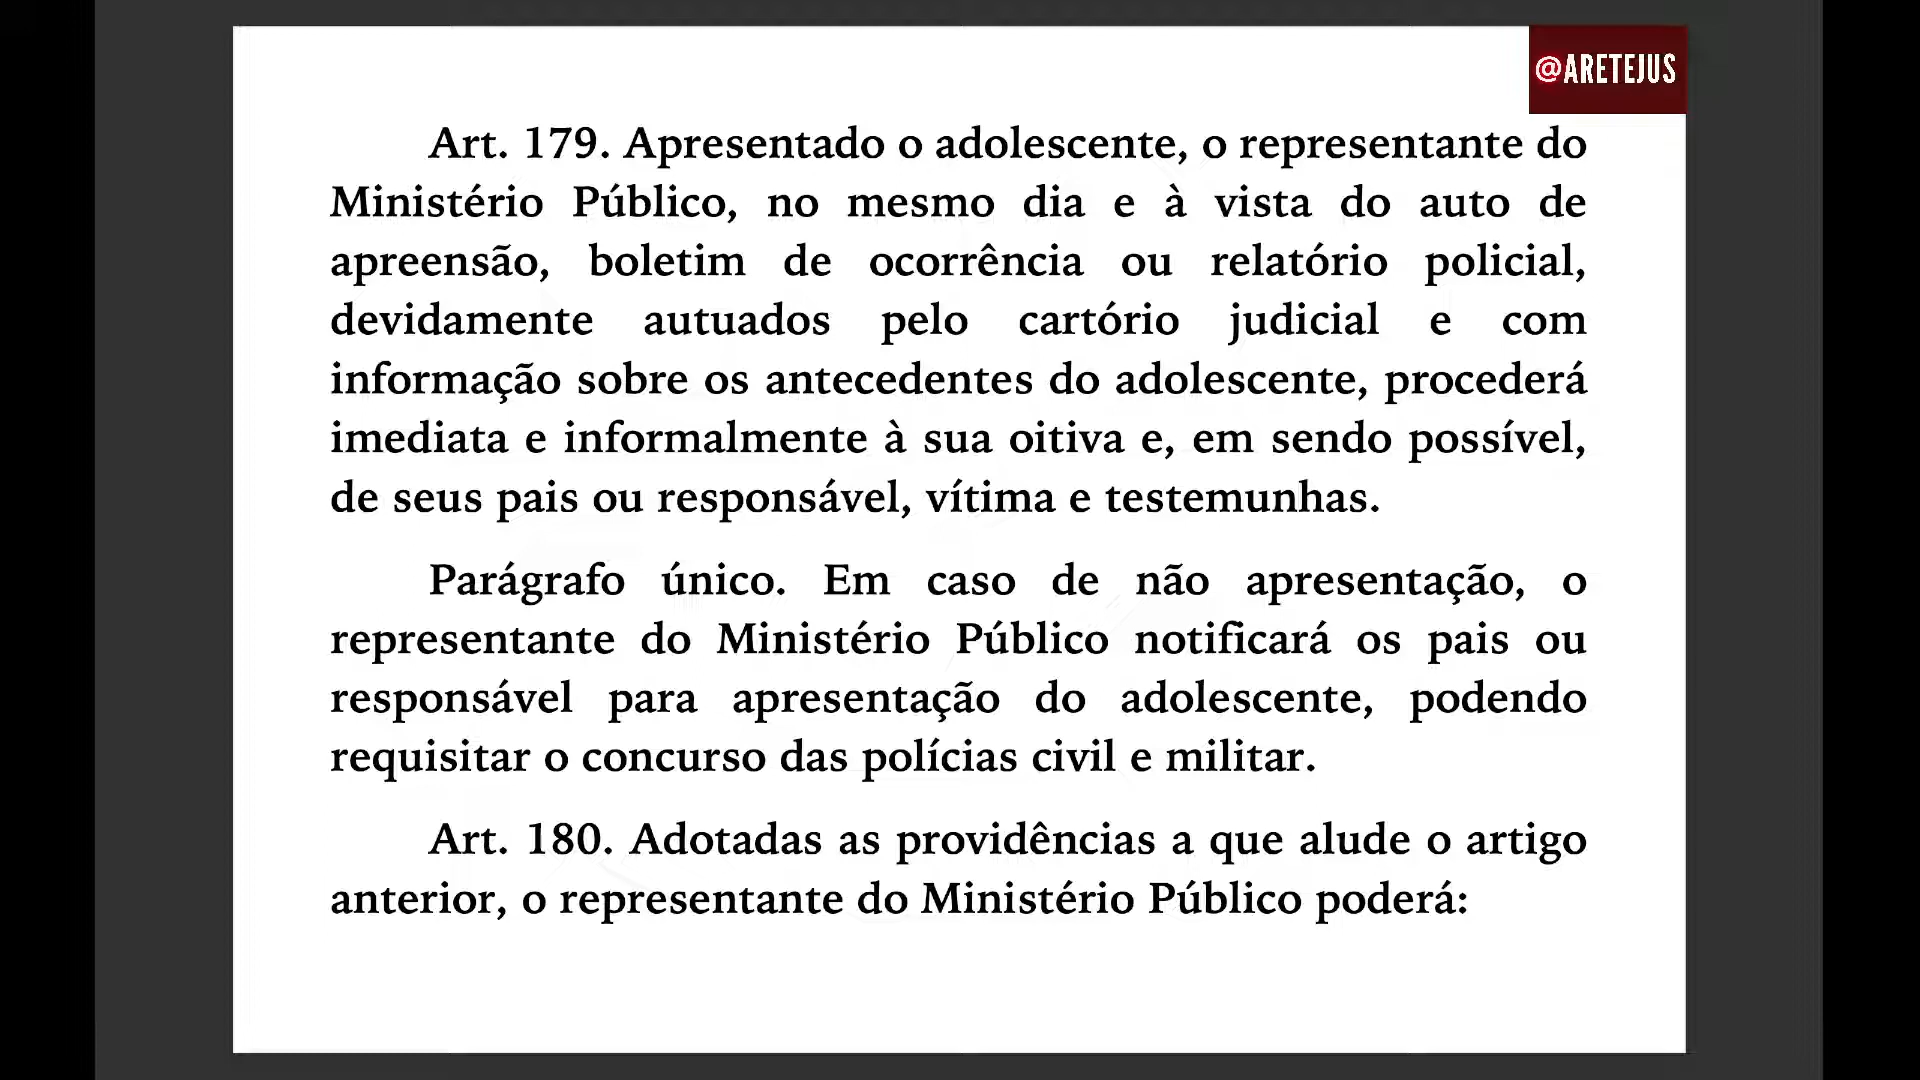 @ARETEJUS
Art. 179. Apresentado o adolescente, o representante do
Ministério Público, no mesmo dia e à vista do auto de
apreensão, boletim de ocorrência ou relatório policial,
devidamente autuados pelo cartório judicial e com
informação sobre os antecedentes do adolescente, procederá
imediata e informalmente à sua oitiva e, em sendo possível,
de seus pais ou responsável, vítima e testemunhas.
Parágrafo único. Em caso de não apresentação, o
representante do Ministério Público notificará os pais ou
responsável para apresentação do adolescente, podendo
requisitar o concurso das polícias civil e militar.
Art. 180. Adotadas as providências a que alude o artigo
anterior, o representante do Ministério Público poderá: